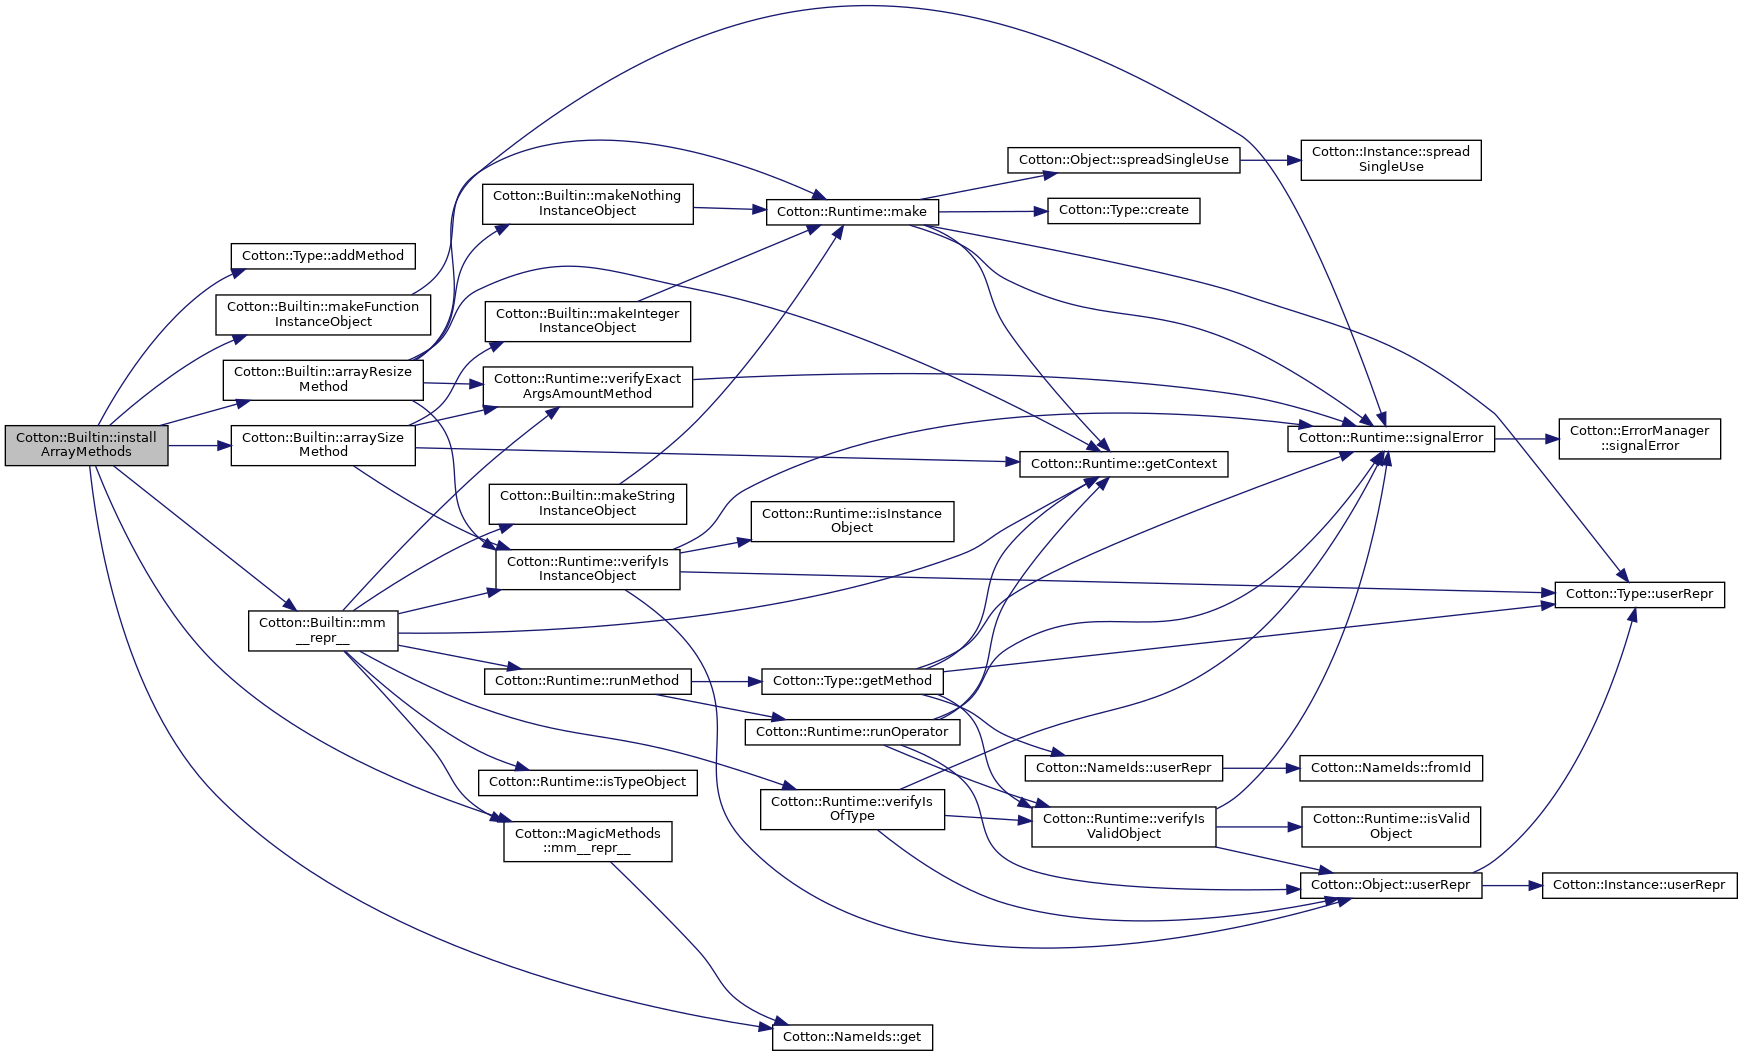 Cotton::Builtin::install
ArrayMethods
Cotton::Type::addMethod
Cotton::Builtin::makeFunction
InstanceObject
Cotton::Builtin::arrayResize
Method
Cotton::Builtin::arraySize
Method
Cotton::Builtin::mm
__repr__
Cotton::Builtin::makeNothing
InstanceObject
Cotton::Builtin::makeInteger
InstanceObject
Cotton::Runtime::verifyExact
ArgsAmountMethod
Cotton::Builtin::makeString
InstanceObject
Cotton::Runtime::verifyIs
InstanceObject
Cotton::Runtime::runMethod
Cotton::Runtime::isTypeObject
Cotton::MagicMethods
::mm__repr__
Cotton::Runtime::make
Cotton::Runtime::isInstance
Object
Cotton::Type::getMethod
Cotton::Runtime::runOperator
Cotton::Runtime::verifyIs
OfType
Cotton::NameIds::get
Cotton::Object::spreadSingleUse
Cotton::Type::create
Cotton::Runtime::getContext
Cotton::NameIds::userRepr
Cotton::Runtime::verifyIs
ValidObject
Cotton::Instance::spread
SingleUse
Cotton::Runtime::signalError
Cotton::NameIds::fromId
Cotton::Runtime::isValid
Object
Cotton::Object::userRepr
Cotton::ErrorManager
::signalError
Cotton::Type::userRepr
Cotton::Instance::userRepr